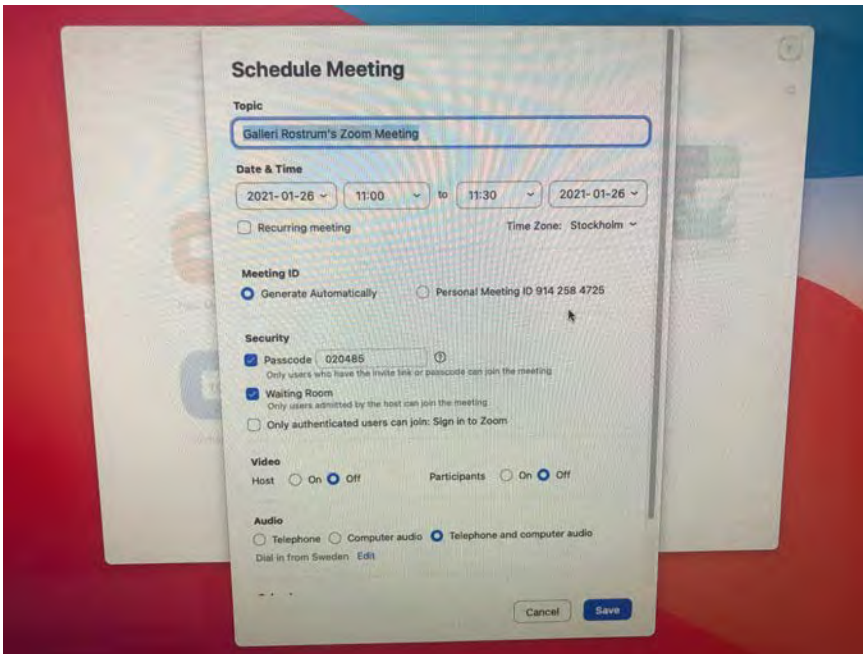 Schedule Meeting
Topic
Galleri Rostrum's Zoom Meeting
Date & Time
2021-01-26 11:00 to 11:30 2021-01-26
Recurring meeting Time Zone: Stockholm
Meeting ID
Generate Automatically Personal Meeting ID 914 258 4725
Security
Passcode 020485 ?
Only users who have the invite link or passcode can join the meeting
Waiting Room
Only users admitted by the host can join the meeting
Only authenticated users can join: Sign in to Zoom
Video
Host On Off Participants On Off
Audio
Telephone Computer audio Telephone and computer audio
Dial in from Sweden Edit
Cancel Save